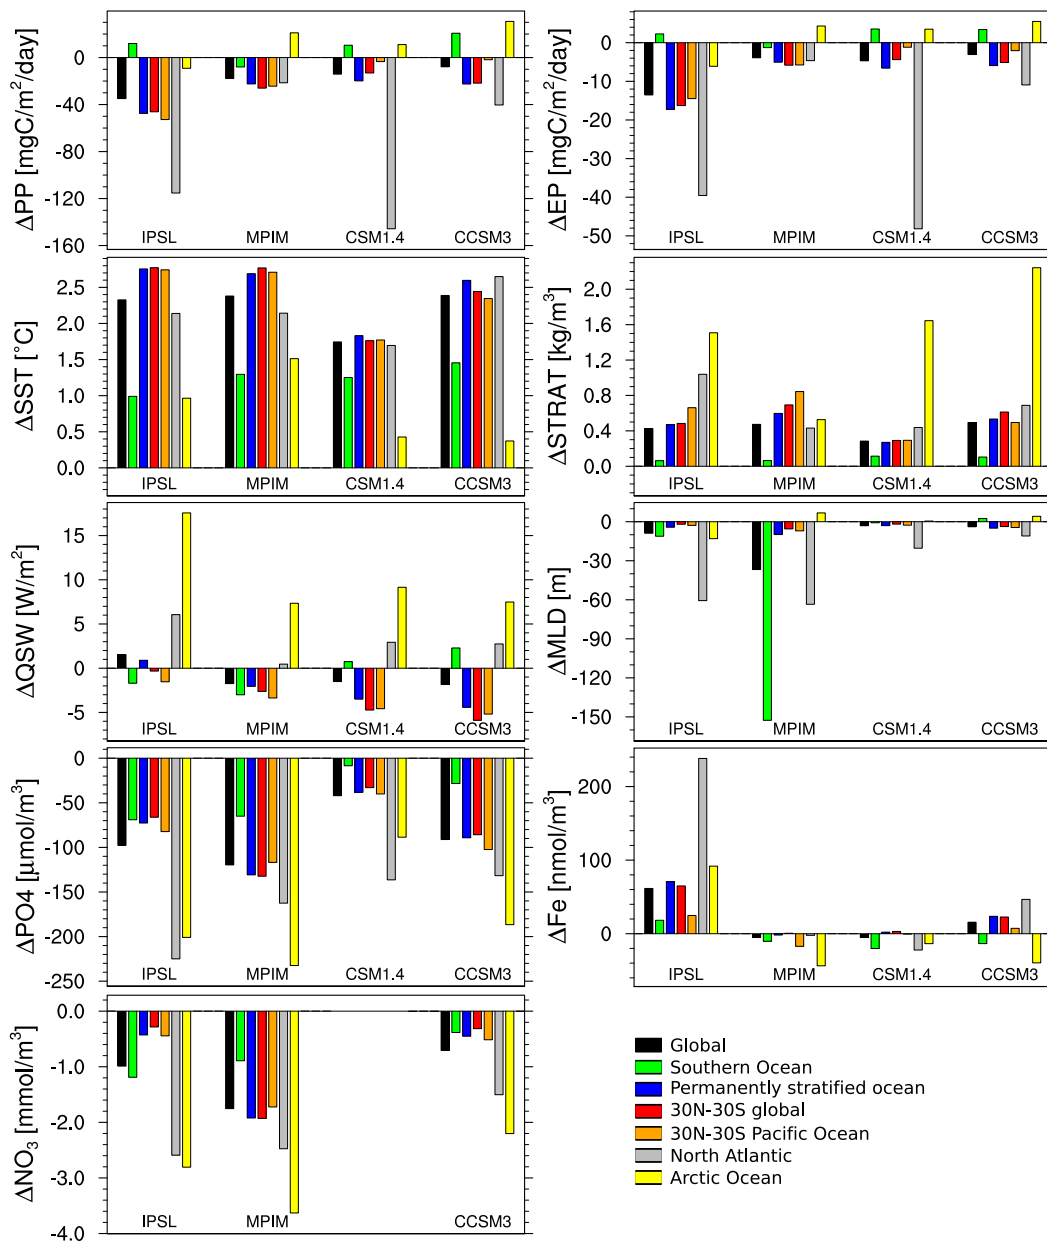 ΔPP [mgC/m²/day]
0
-40
-80
-120
-160
IPSL MPIM CSM1.4 CCSM3
ΔEP [mgC/m²/day]
0
-10
-20
-30
-40
-50
IPSL MPIM CSM1.4 CCSM3
ΔSST [°C]
2.5
2.0
1.5
1.0
0.5
0.0
IPSL MPIM CSM1.4 CCSM3
ΔSTRAT [kg/m³]
2.0
1.6
1.2
0.8
0.4
0.0
IPSL MPIM CSM1.4 CCSM3
ΔQSW [W/m²]
15
10
5
0
-5
IPSL MPIM CSM1.4 CCSM3
ΔMLD [m]
0
-30
-60
-90
-120
-150
IPSL MPIM CSM1.4 CCSM3
ΔPO4 [μmol/m³]
0
-50
-100
-150
-200
-250
IPSL MPIM CSM1.4 CCSM3
ΔFe [nmol/m³]
200
100
0
IPSL MPIM CSM1.4 CCSM3
ΔNO₃ [mmol/m³]
0.0
-1.0
-2.0
-3.0
-4.0
IPSL MPIM CCSM3
Global
Southern Ocean
Permanently stratified ocean
30N-30S global
30N-30S Pacific Ocean
North Atlantic
Arctic Ocean